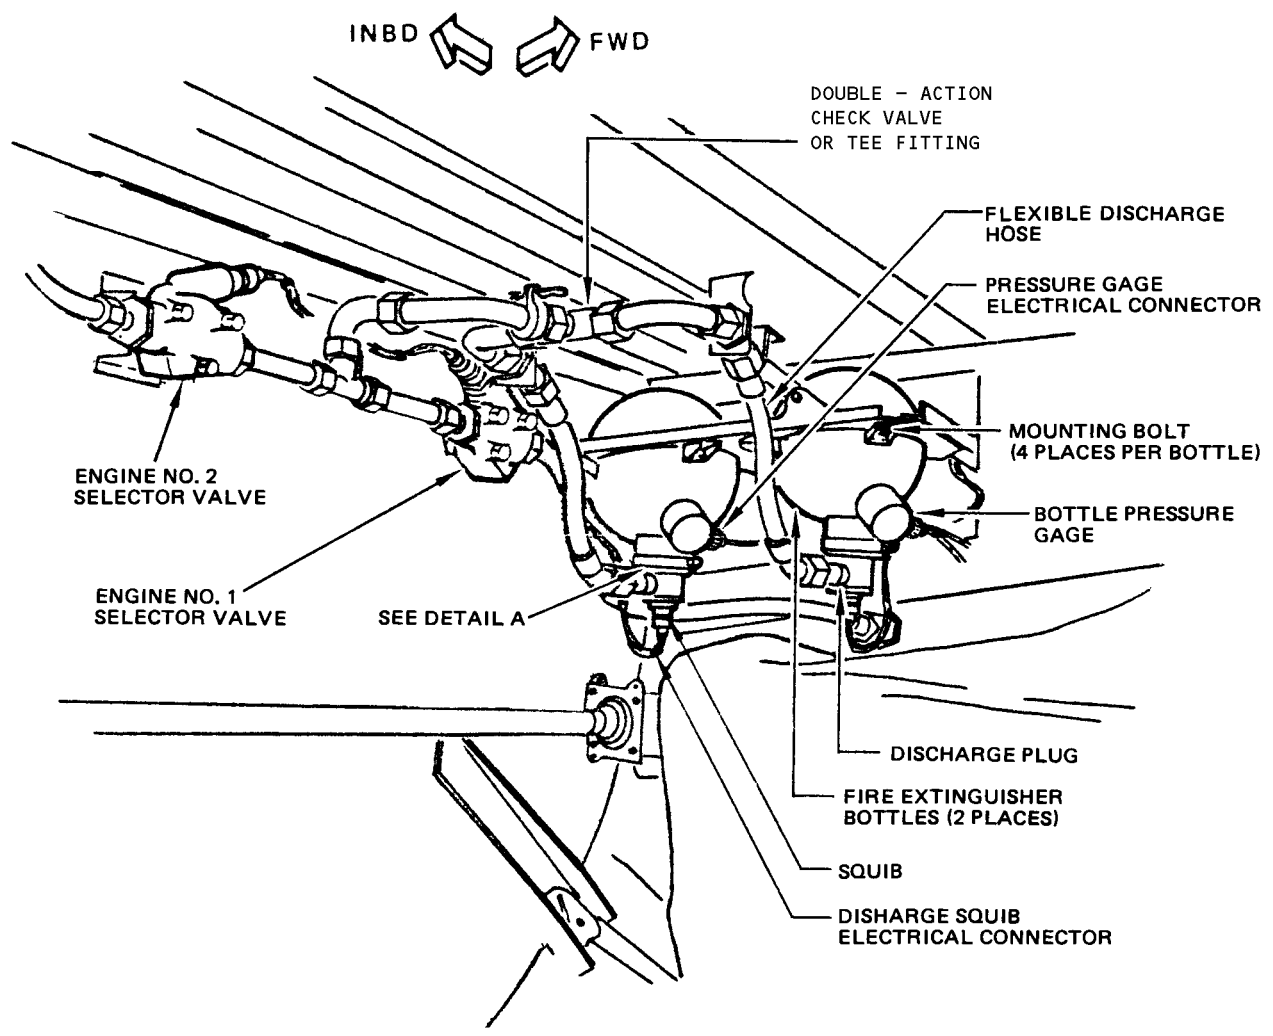 INBD
FWD
DOUBLE - ACTION
CHECK VALVE
OR TEE FITTING
FLEXIBLE DISCHARGE
HOSE
PRESSURE GAGE
ELECTRICAL CONNECTOR
MOUNTING BOLT
(4 PLACES PER BOTTLE)
BOTTLE PRESSURE
GAGE
ENGINE NO. 2
SELECTOR VALVE
ENGINE NO. 1
SELECTOR VALVE
SEE DETAIL A
DISCHARGE PLUG
FIRE EXTINGUISHER
BOTTLES (2 PLACES)
SQUIB
DISHARGE SQUIB
ELECTRICAL CONNECTOR